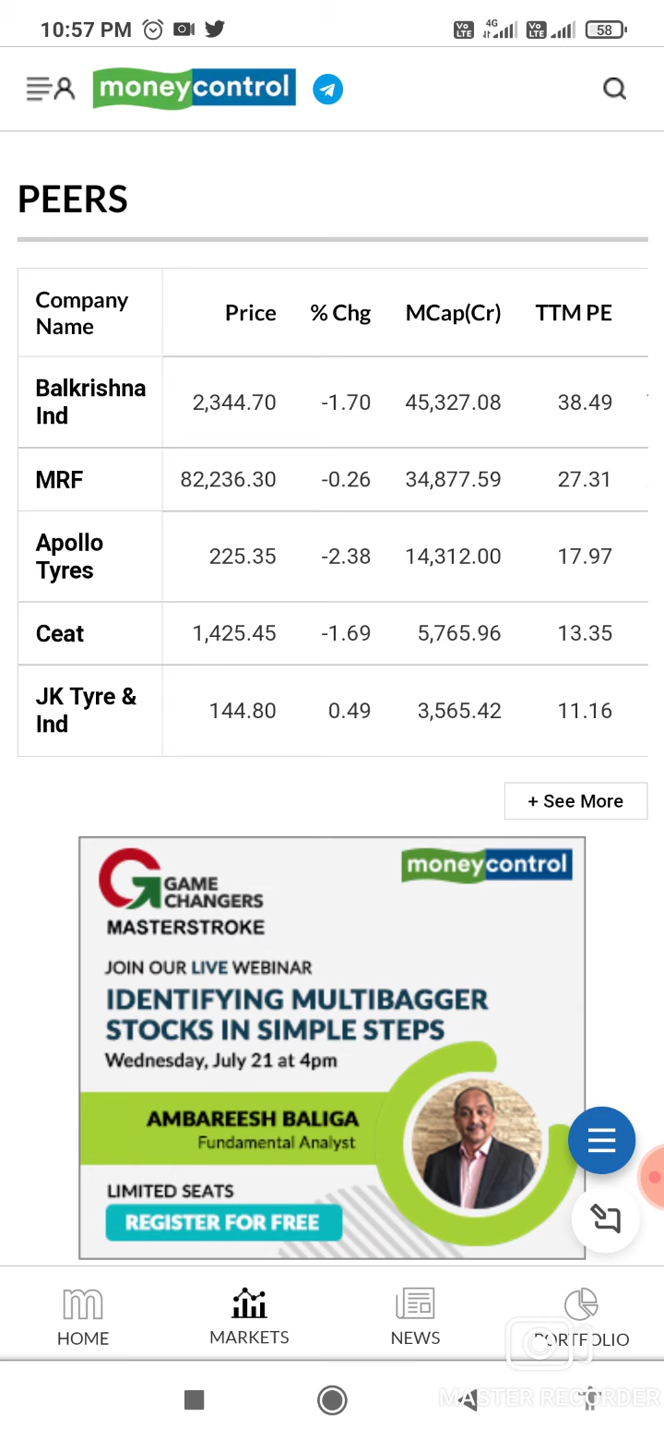 10:57 PM Vo LTE 4G Vo LTE 58
moneycontrol
PEERS
Company Name Price % Chg MCap(Cr) TTM PE
Balkrishna Ind 2,344.70 -1.70 45,327.08 38.49
MRF 82,236.30 -0.26 34,877.59 27.31
Apollo Tyres 225.35 -2.38 14,312.00 17.97
Ceat 1,425.45 -1.69 5,765.96 13.35
JK Tyre & Ind 144.80 0.49 3,565.42 11.16
+ See More
GAME CHANGERS moneycontrol
MASTERSTROKE
JOIN OUR LIVE WEBINAR
IDENTIFYING MULTIBAGGER
STOCKS IN SIMPLE STEPS
Wednesday, July 21 at 4pm
AMBAREESH BALIGA
Fundamental Analyst
LIMITED SEATS
REGISTER FOR FREE
HOME MARKETS NEWS PORTFOLIO
MASTER RECORDER